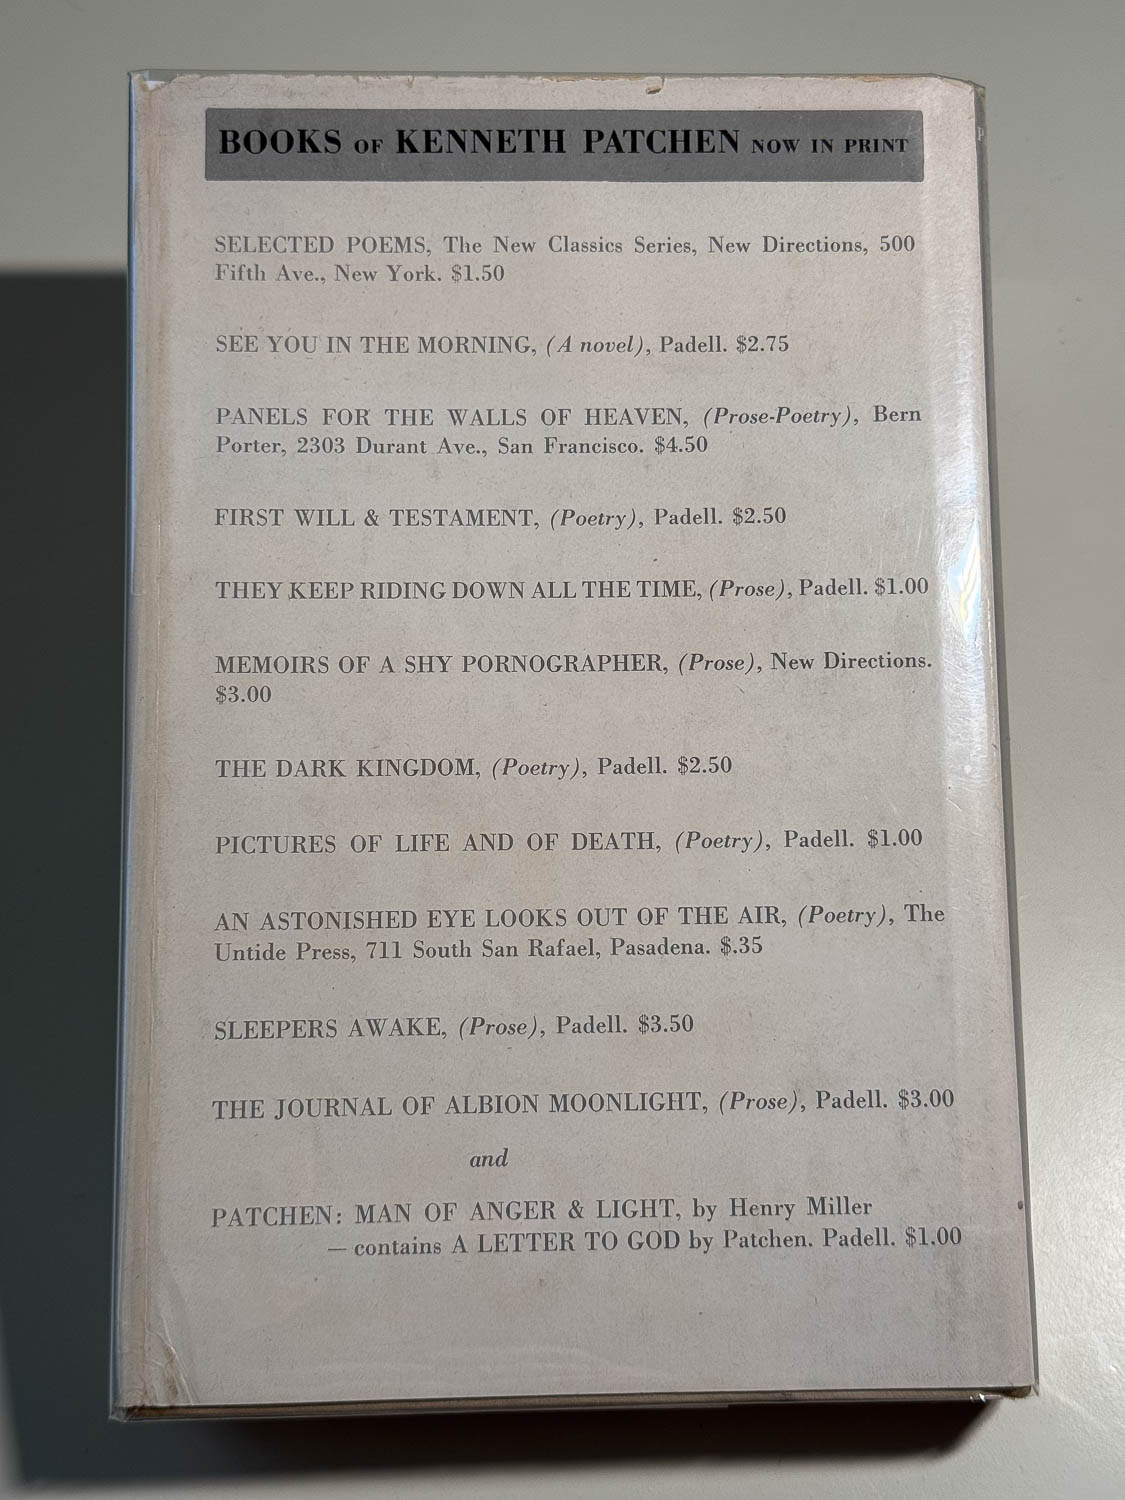 BOOKS OF KENNETH PATCHEN NOW IN PRINT
SELECTED POEMS, The New Classics Series, New Directions, 500
Fifth Ave., New York. $1.50
SEE YOU IN THE MORNING, (A novel), Padell. $2.75
PANELS FOR THE WALLS OF HEAVEN, (Prose-Poetry), Bern
Porter, 2303 Durant Ave., San Francisco. $4.50
FIRST WILL & TESTAMENT, (Poetry), Padell. $2.50
THEY KEEP RIDING DOWN ALL THE TIME, (Prose), Padell. $1.00
MEMOIRS OF A SHY PORNOGRAPHER, (Prose), New Directions.
$3.00
THE DARK KINGDOM, (Poetry), Padell. $2.50
PICTURES OF LIFE AND OF DEATH, (Poetry), Padell. $1.00
AN ASTONISHED EYE LOOKS OUT OF THE AIR, (Poetry), The
Untide Press, 711 South San Rafael, Pasadena. $.35
SLEEPERS AWAKE, (Prose), Padell. $3.50
THE JOURNAL OF ALBION MOONLIGHT, (Prose), Padell. $3.00
and
PATCHEN: MAN OF ANGER & LIGHT, by Henry Miller
— contains A LETTER TO GOD by Patchen. Padell. $1.00